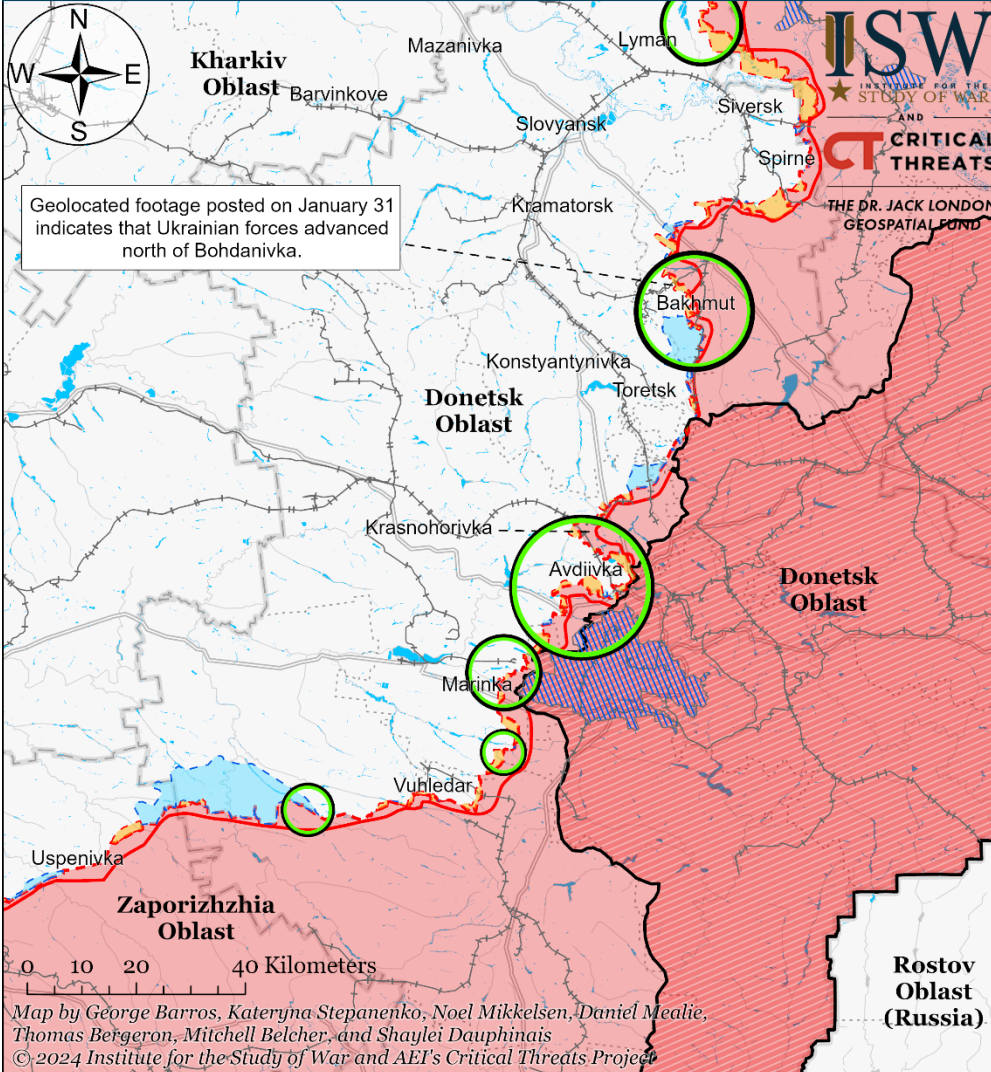 N
W
E
S
Kharkiv
Oblast
Mazanivka
Lyman
ISW
INSTITUTE FOR THE
STUDY OF WAR
AND
CT CRITICAL
THREATS
THE DR. JACK LONDON
GEOSPATIAL FUND
Barvinkove
Slovyansk
Siversk
Spirne
Kramatorsk
Geolocated footage posted on January 31
indicates that Ukrainian forces advanced
north of Bohdanivka.
Bakhmut
Konstyantynivka
Toretsk
Donetsk
Oblast
Krasnohorivka
Avdiivka
Donetsk
Oblast
Marinka
Vuhledar
Uspenivka
Zaporizhzhia
Oblast
0 10 20 40 Kilometers
Rostov
Oblast
(Russia)
Map by George Barros, Kateryna Stepanenko, Noel Mikkelsen, Daniel Mealie,
Thomas Bergeron, Mitchell Belcher, and Shaylei Dauphinais
© 2024 Institute for the Study of War and AEI's Critical Threats Project